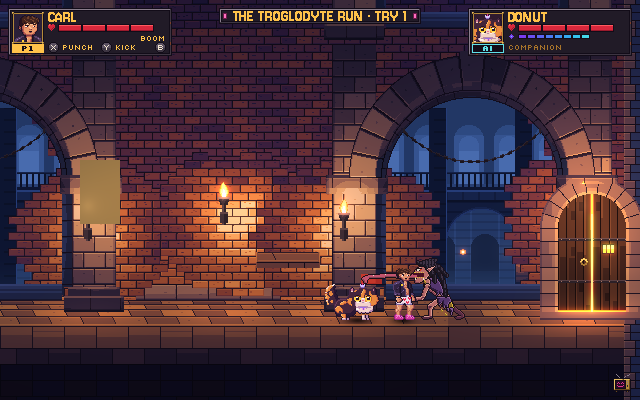 CARL
P1
BOOM
X PUNCH Y KICK B
THE TROGLODYTE RUN · TRY 1
DONUT
AI
COMPANION